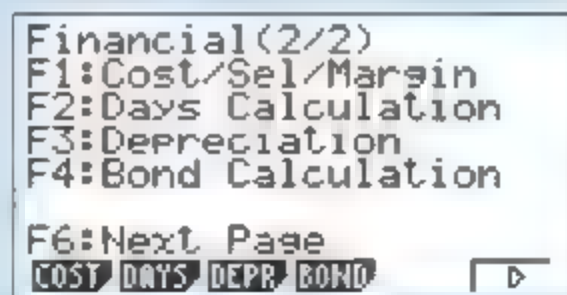 Financial(2/2)
F1:Cost/Sel/Margin
F2:Days Calculation
F3:Depreciation
F4:Bond Calculation
F6:Next Page
COST DAYS DEPR BOND